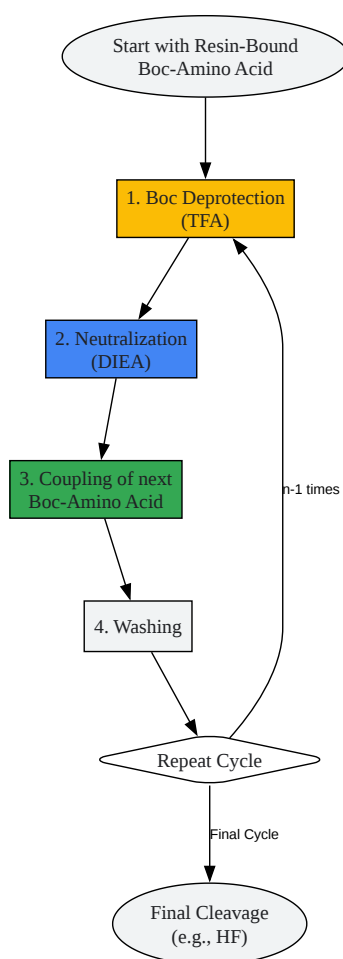 Start with Resin-Bound
Boc-Amino Acid
1. Boc Deprotection
(TFA)
2. Neutralization
(DIEA)
3. Coupling of next
Boc-Amino Acid
n-1 times
4. Washing
Repeat Cycle
Final Cycle
Final Cleavage
(e.g., HF)